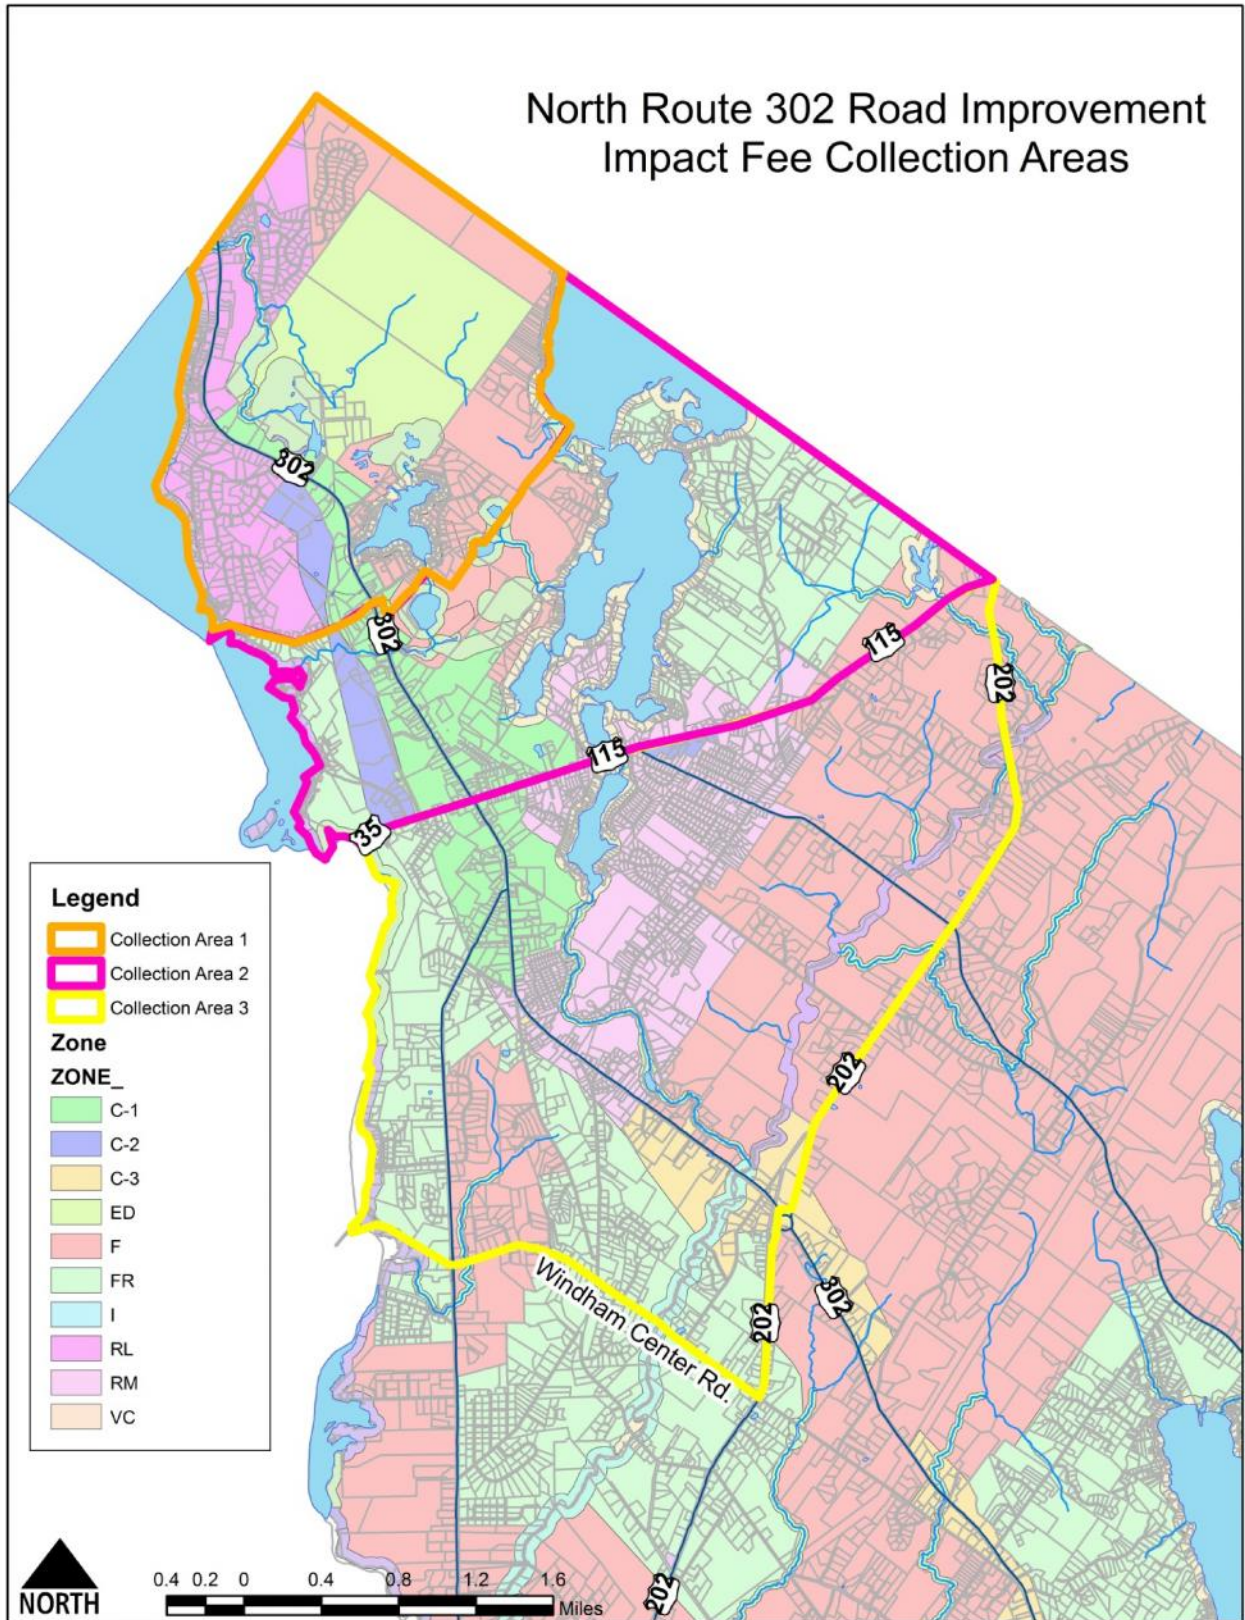 North Route 302 Road Improvement
Impact Fee Collection Areas
302
302
115
202
115
35
Legend
Collection Area 1
Collection Area 2
Collection Area 3
Zone
ZONE_
C-1
C-2
C-3
ED
F
FR
I
RL
RM
VC
202
Windham Center Rd.
202
302
202
NORTH
0.4 0.2 0 0.4 0.8 1.2 1.6
Miles